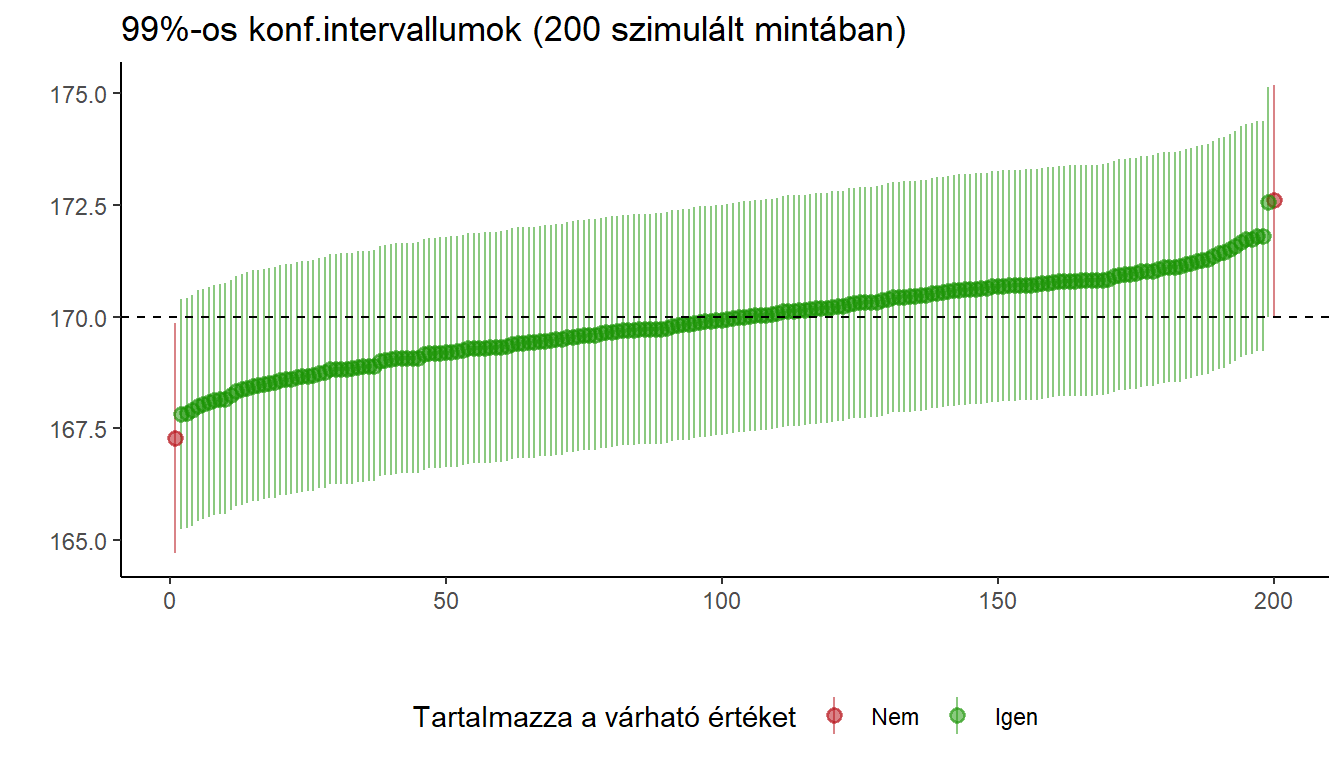 99%-os konf.intervallumok (200 szimulált mintában)
175.0
172.5
170.0
167.5
165.0
0 50 100 150 200
Tartalmazza a várható értéket Nem Igen